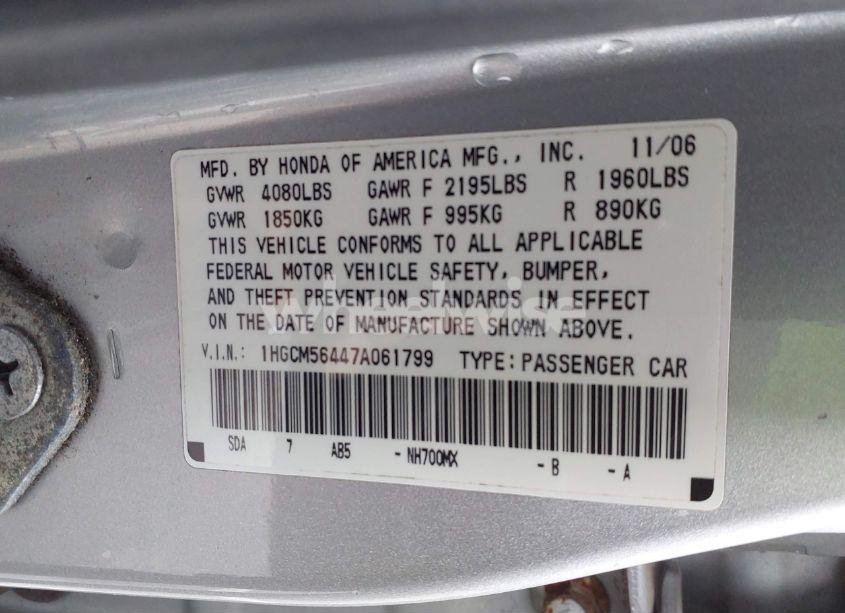 MFD. BY HONDA OF AMERICA MFG., INC. 11/06
GVWR 4080LBS GAWR F 2195LBS R 1960LBS
GVWR 1850KG GAWR F 995KG R 890KG
THIS VEHICLE CONFORMS TO ALL APPLICABLE
FEDERAL MOTOR VEHICLE SAFETY, BUMPER,
AND THEFT PREVENTION STANDARDS IN EFFECT
ON THE DATE OF MANUFACTURE SHOWN ABOVE.
V.I.N.: 1HGCM56447A061799 TYPE: PASSENGER CAR
SDA 7 AB5 - NH700MX - B - A
wheelwise